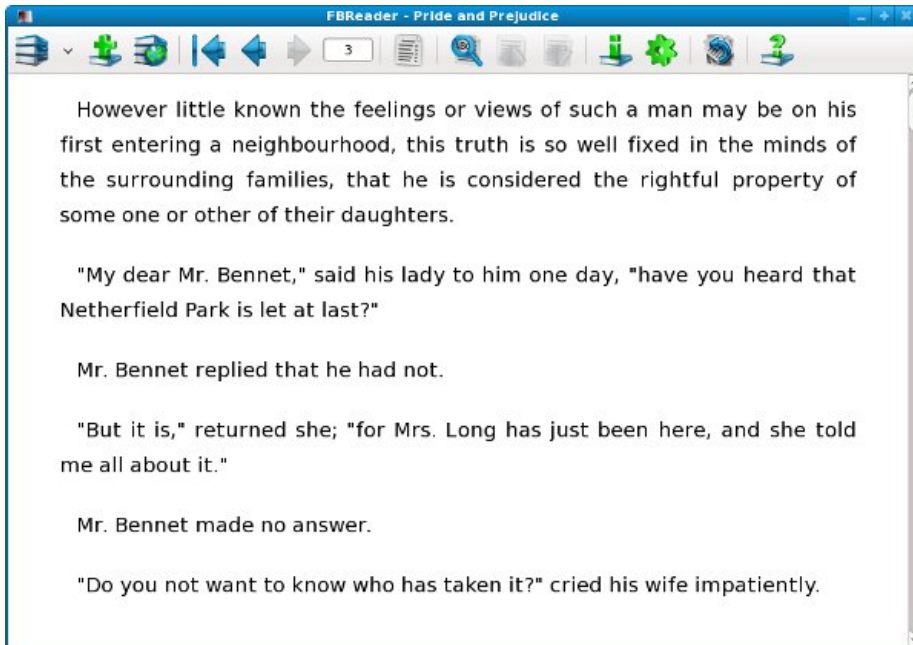 FBReader - Pride and Prejudice
3
However little known the feelings or views of such a man may be on his
first entering a neighbourhood, this truth is so well fixed in the minds of
the surrounding families, that he is considered the rightful property of
some one or other of their daughters.
"My dear Mr. Bennet," said his lady to him one day, "have you heard that
Netherfield Park is let at last?"
Mr. Bennet replied that he had not.
"But it is," returned she; "for Mrs. Long has just been here, and she told
me all about it."
Mr. Bennet made no answer.
"Do you not want to know who has taken it?" cried his wife impatiently.